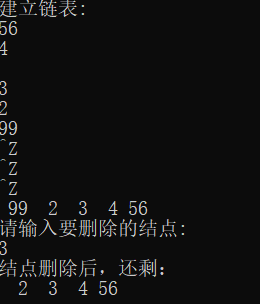 建立链表:
56
4
3
2
99
^Z
^Z
^Z
99 2 3 4 56
请输入要删除的结点:
3
结点删除后，还剩:
2 3 4 56